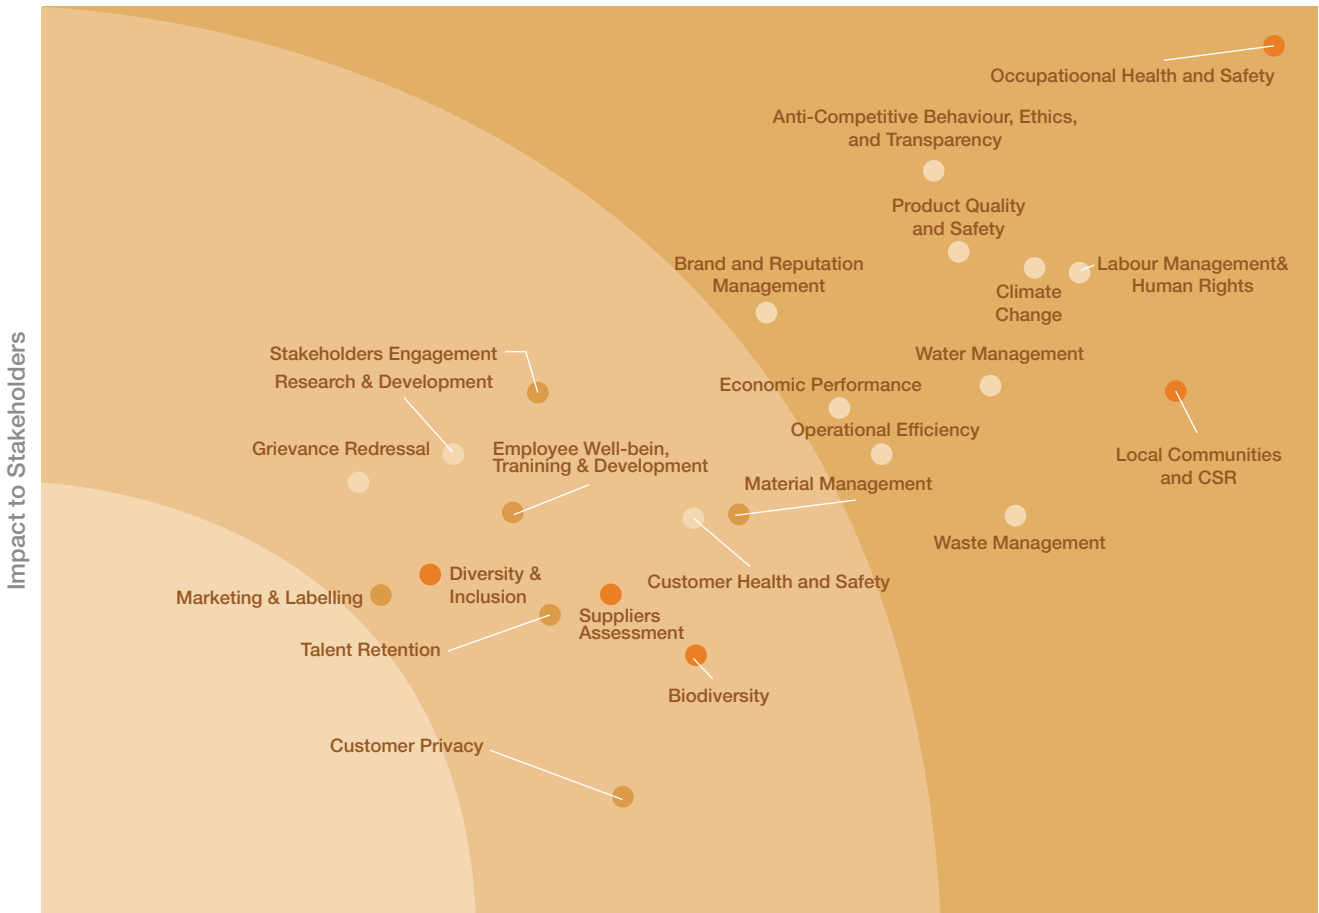 Impact to Stakeholders
Occupatioonal Health and Safety
Anti-Competitive Behaviour, Ethics,
and Transparency
Product Quality
and Safety
Brand and Reputation
Management
Climate
Change
Labour Management&
Human Rights
Stakeholders Engagement
Research & Development
Water Management
Economic Performance
Operational Efficiency
Grievance Redressal
Employee Well-bein,
Tranining & Development
Material Management
Local Communities
and CSR
Waste Management
Customer Health and Safety
Marketing & Labelling
Diversity &
Inclusion
Suppliers
Assessment
Talent Retention
Biodiversity
Customer Privacy